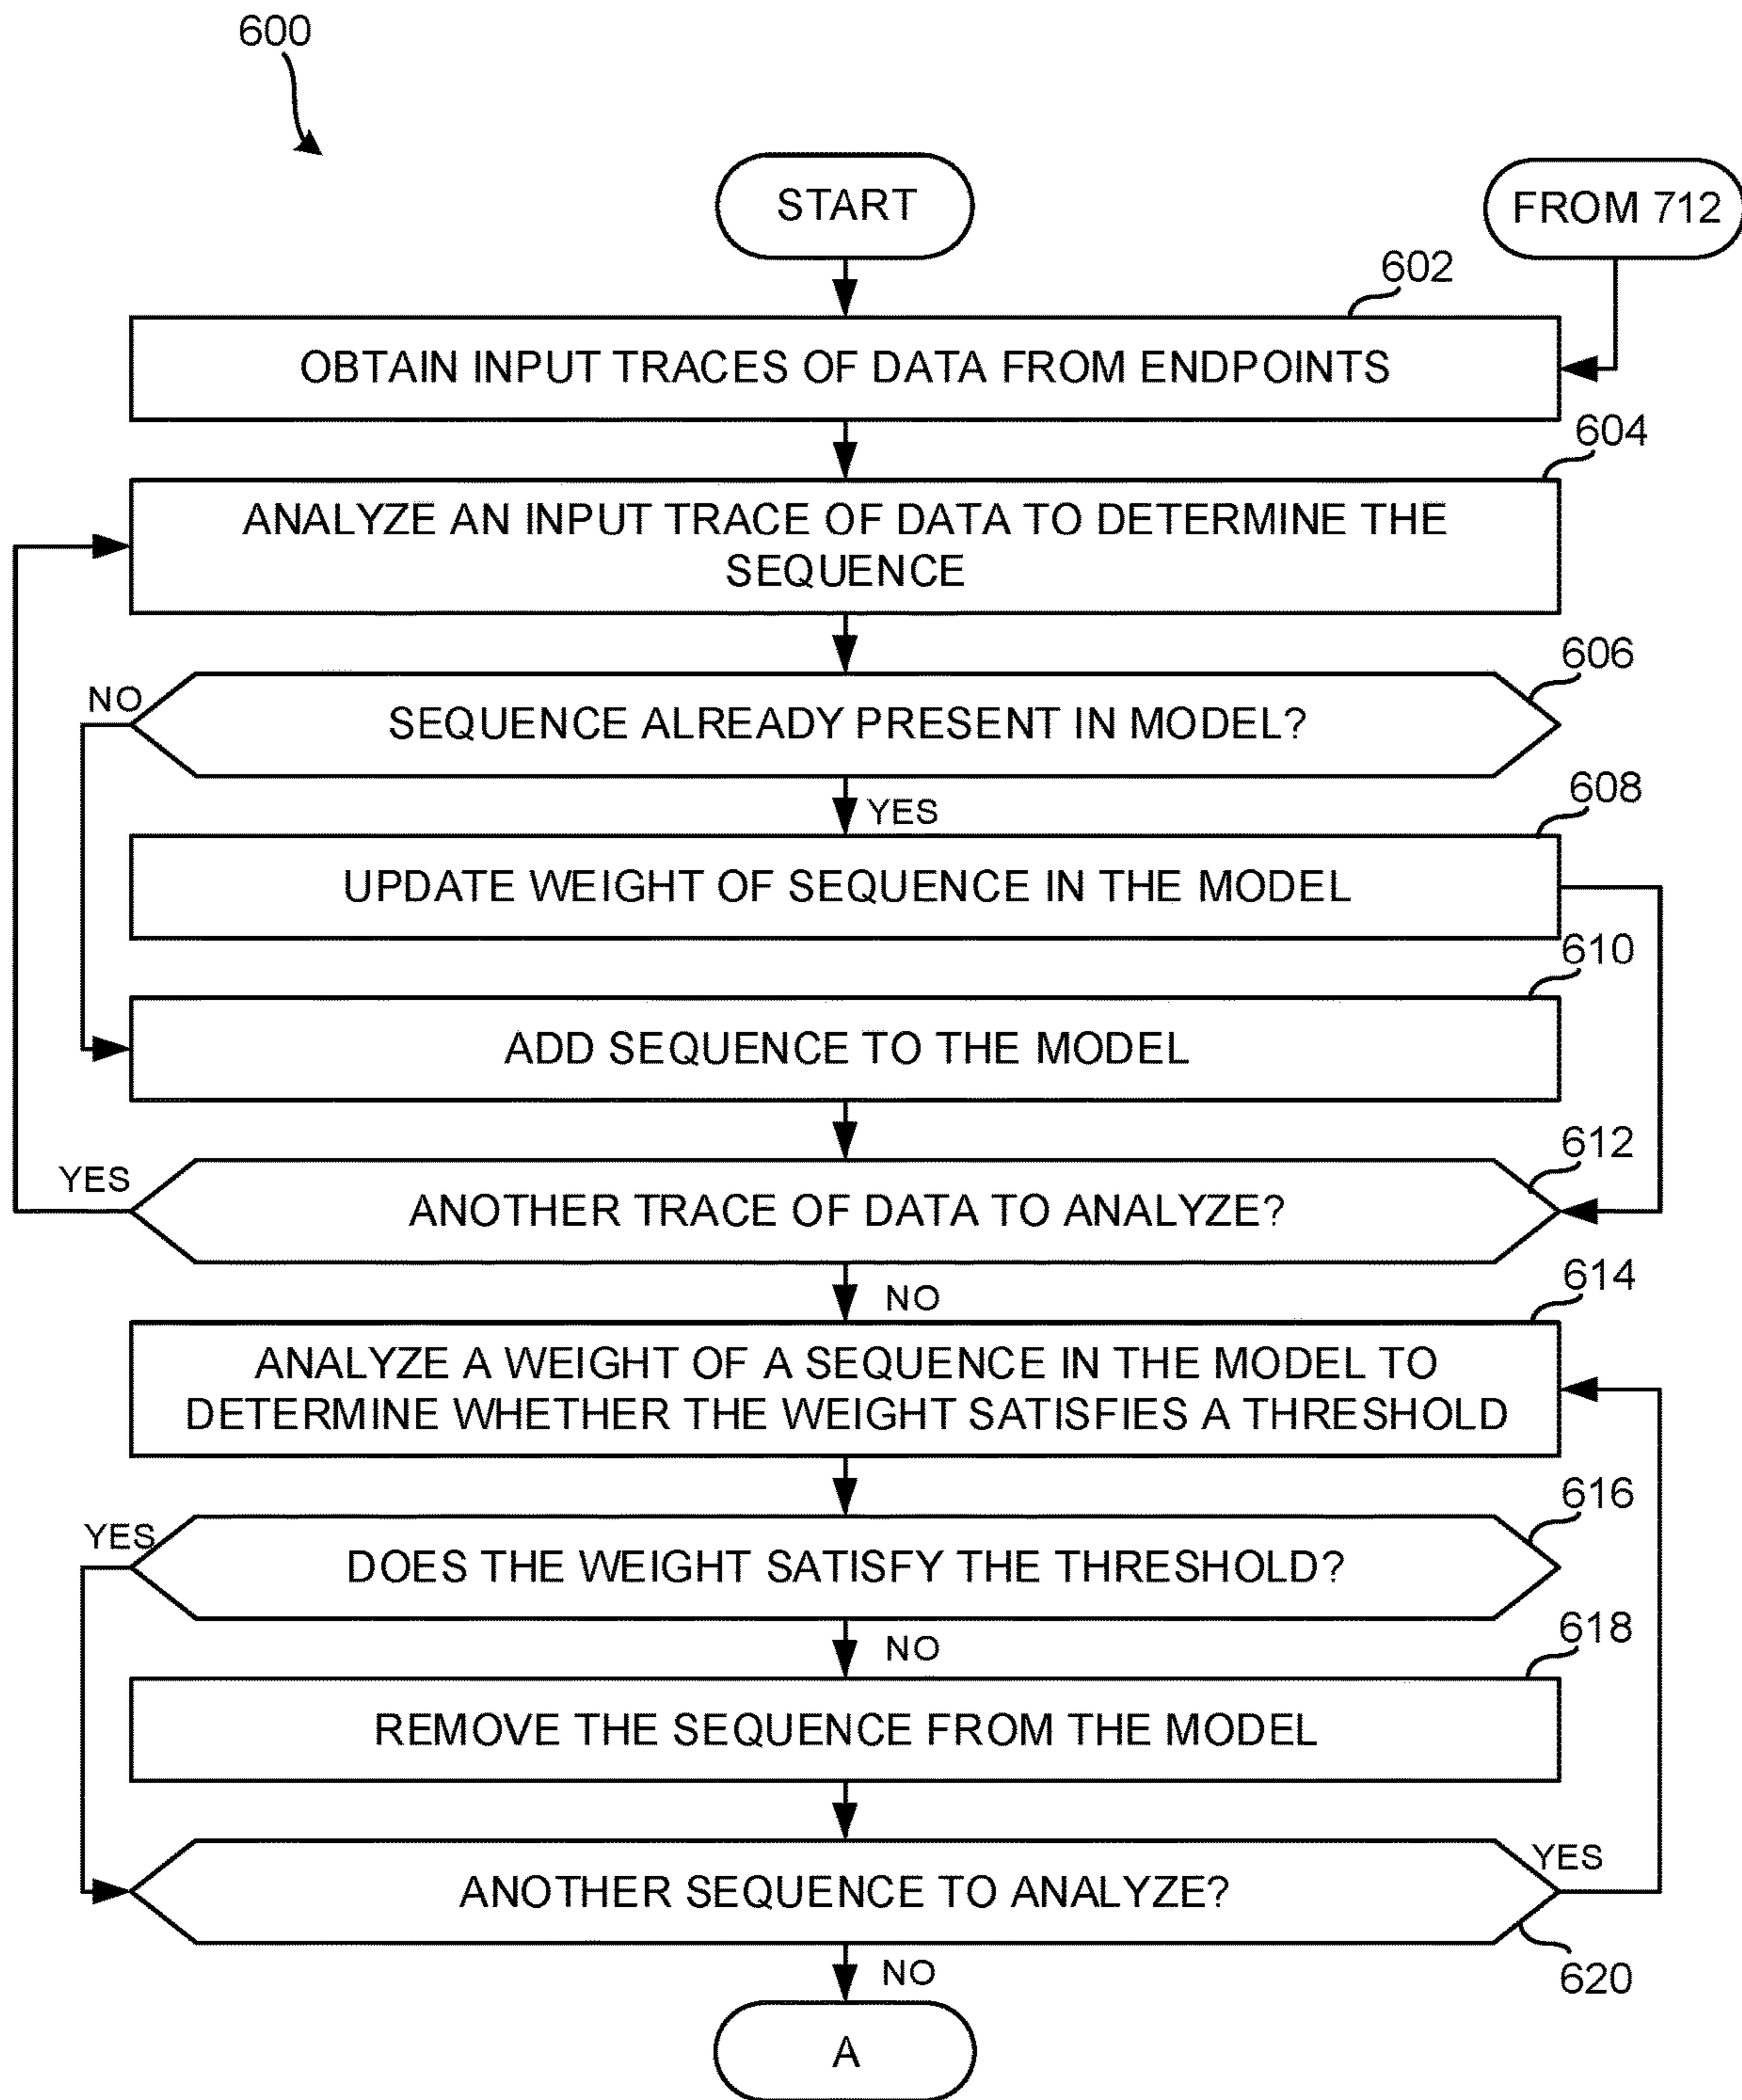 600
START
FROM 712
602
OBTAIN INPUT TRACES OF DATA FROM ENDPOINTS
604
ANALYZE AN INPUT TRACE OF DATA TO DETERMINE THE
SEQUENCE
606
NO
SEQUENCE ALREADY PRESENT IN MODEL?
YES
608
UPDATE WEIGHT OF SEQUENCE IN THE MODEL
610
ADD SEQUENCE TO THE MODEL
612
YES
ANOTHER TRACE OF DATA TO ANALYZE?
NO
614
ANALYZE A WEIGHT OF A SEQUENCE IN THE MODEL TO
DETERMINE WHETHER THE WEIGHT SATISFIES A THRESHOLD
616
YES
DOES THE WEIGHT SATISFY THE THRESHOLD?
NO
618
REMOVE THE SEQUENCE FROM THE MODEL
YES
ANOTHER SEQUENCE TO ANALYZE?
620
NO
A